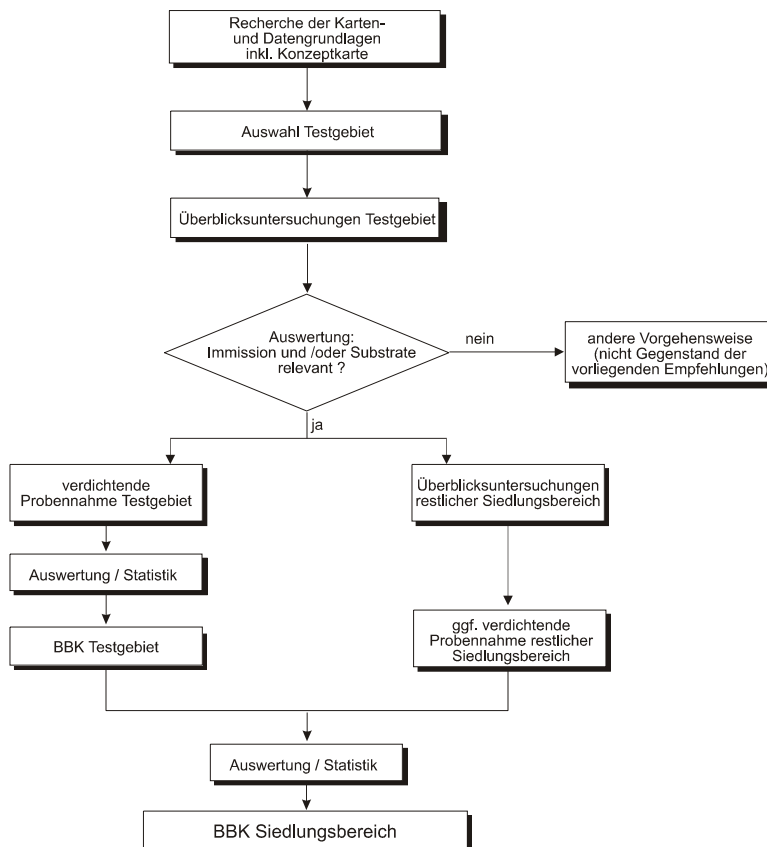 Recherche der Karten-
und Datengrundlagen
inkl. Konzeptkarte
Auswahl Testgebiet
Überblicksuntersuchungen Testgebiet
Auswertung:
Immission und /oder Substrate
relevant ?
nein
andere Vorgehensweise
(nicht Gegenstand der
vorliegenden Empfehlungen)
ja
verdichtende
Probennahme Testgebiet
Überblicksuntersuchungen
restlicher Siedlungsbereich
Auswertung / Statistik
BBK Testgebiet
ggf. verdichtende
Probennahme restlicher
Siedlungsbereich
Auswertung / Statistik
BBK Siedlungsbereich